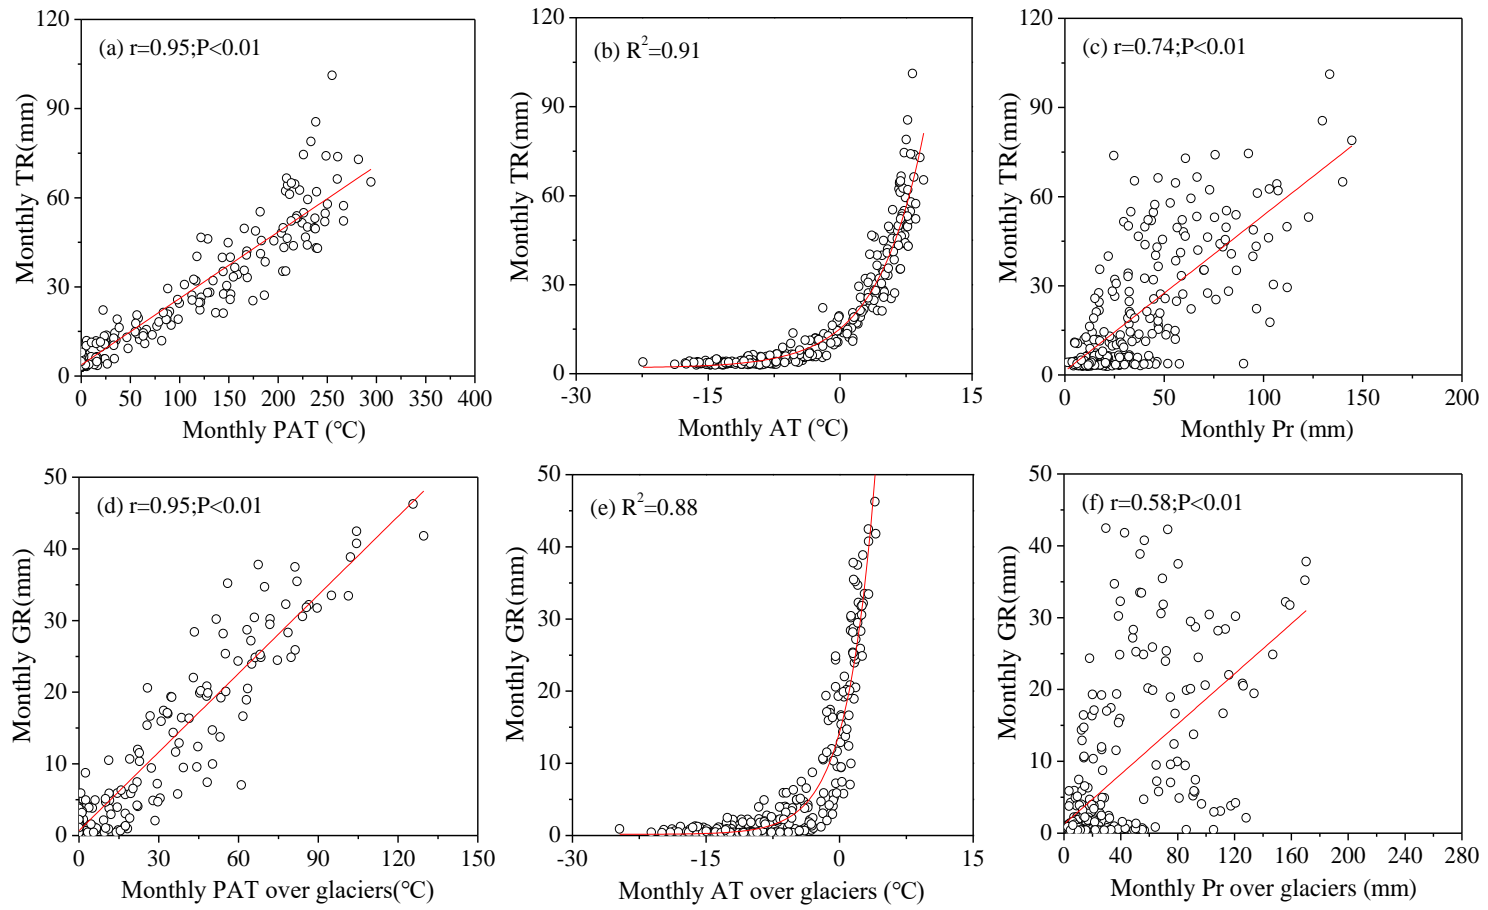 120
90
60
30
0
Monthly TR(mm)
(a) r=0.95;P<0.01
0 50 100 150 200 250 300 350 400
Monthly PAT (℃)
120
90
60
30
0
Monthly TR(mm)
(b) R²=0.91
-30 -15 0 15
Monthly AT (℃)
120
90
60
30
0
Monthly TR(mm)
(c) r=0.74;P<0.01
0 50 100 150 200
Monthly Pr (mm)
50
40
30
20
10
0
Monthly GR(mm)
(d) r=0.95;P<0.01
0 30 60 90 120 150
Monthly PAT over glaciers(℃)
50
40
30
20
10
0
Monthly GR(mm)
(e) R²=0.88
-30 -15 0 15
Monthly AT over glaciers (℃)
50
40
30
20
10
0
Monthly GR(mm)
(f) r=0.58;P<0.01
0 40 80 120 160 200 240 280
Monthly Pr over glaciers (mm)